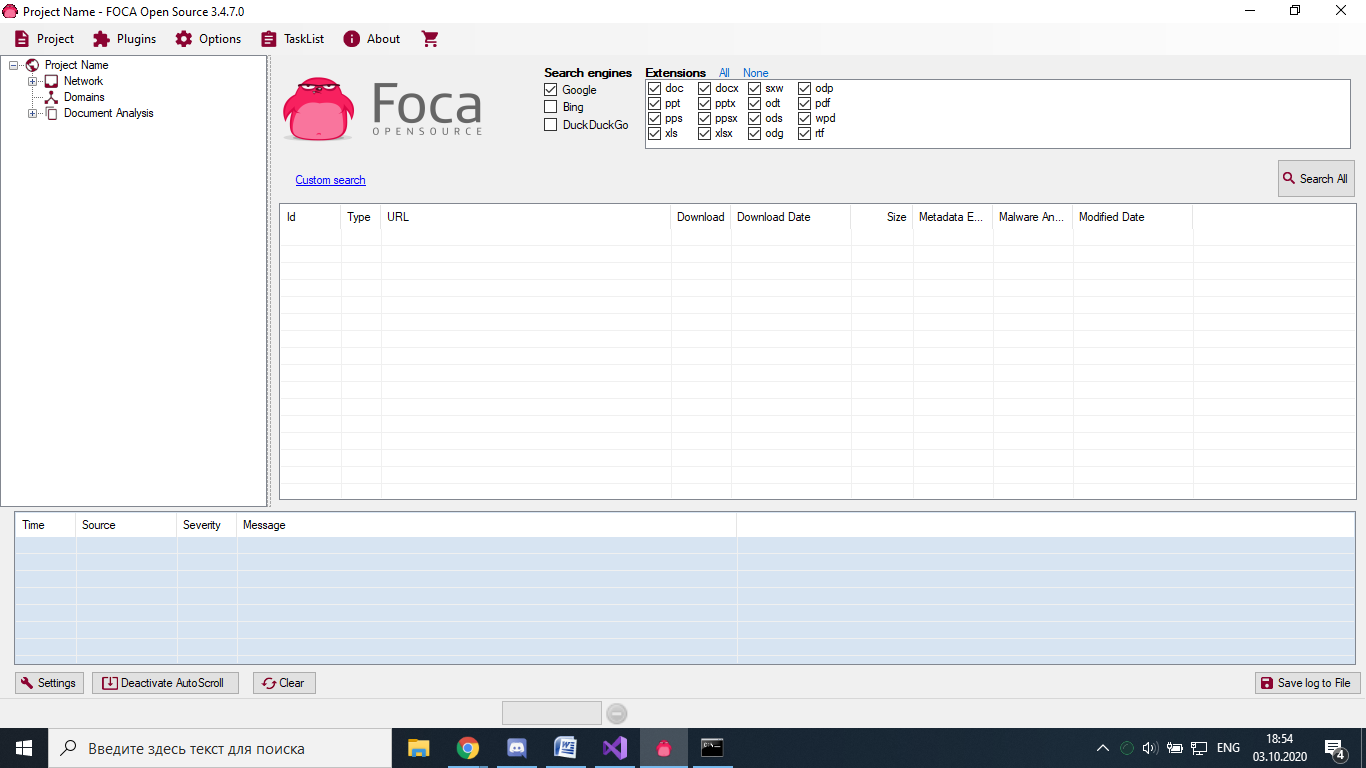 Project Name - FOCA Open Source 3.4.7.0
Project Plugins Options TaskList About
Project Name
Network
Domains
Document Analysis
Foca
OPENSOURCE
Search engines
Google
Bing
DuckDuckGo
Extensions All None
doc docx sxw odp
ppt pptx odt pdf
pps ppsx ods wpd
xls xlsx odg rtf
Custom search
Search All
Id Type URL Download Download Date Size Metadata E... Malware An... Modified Date
Time Source Severity Message
Settings Deactivate AutoScroll Clear Save log to File
Введите здесь текст для поиска
ENG
18:54
03.10.2020
4